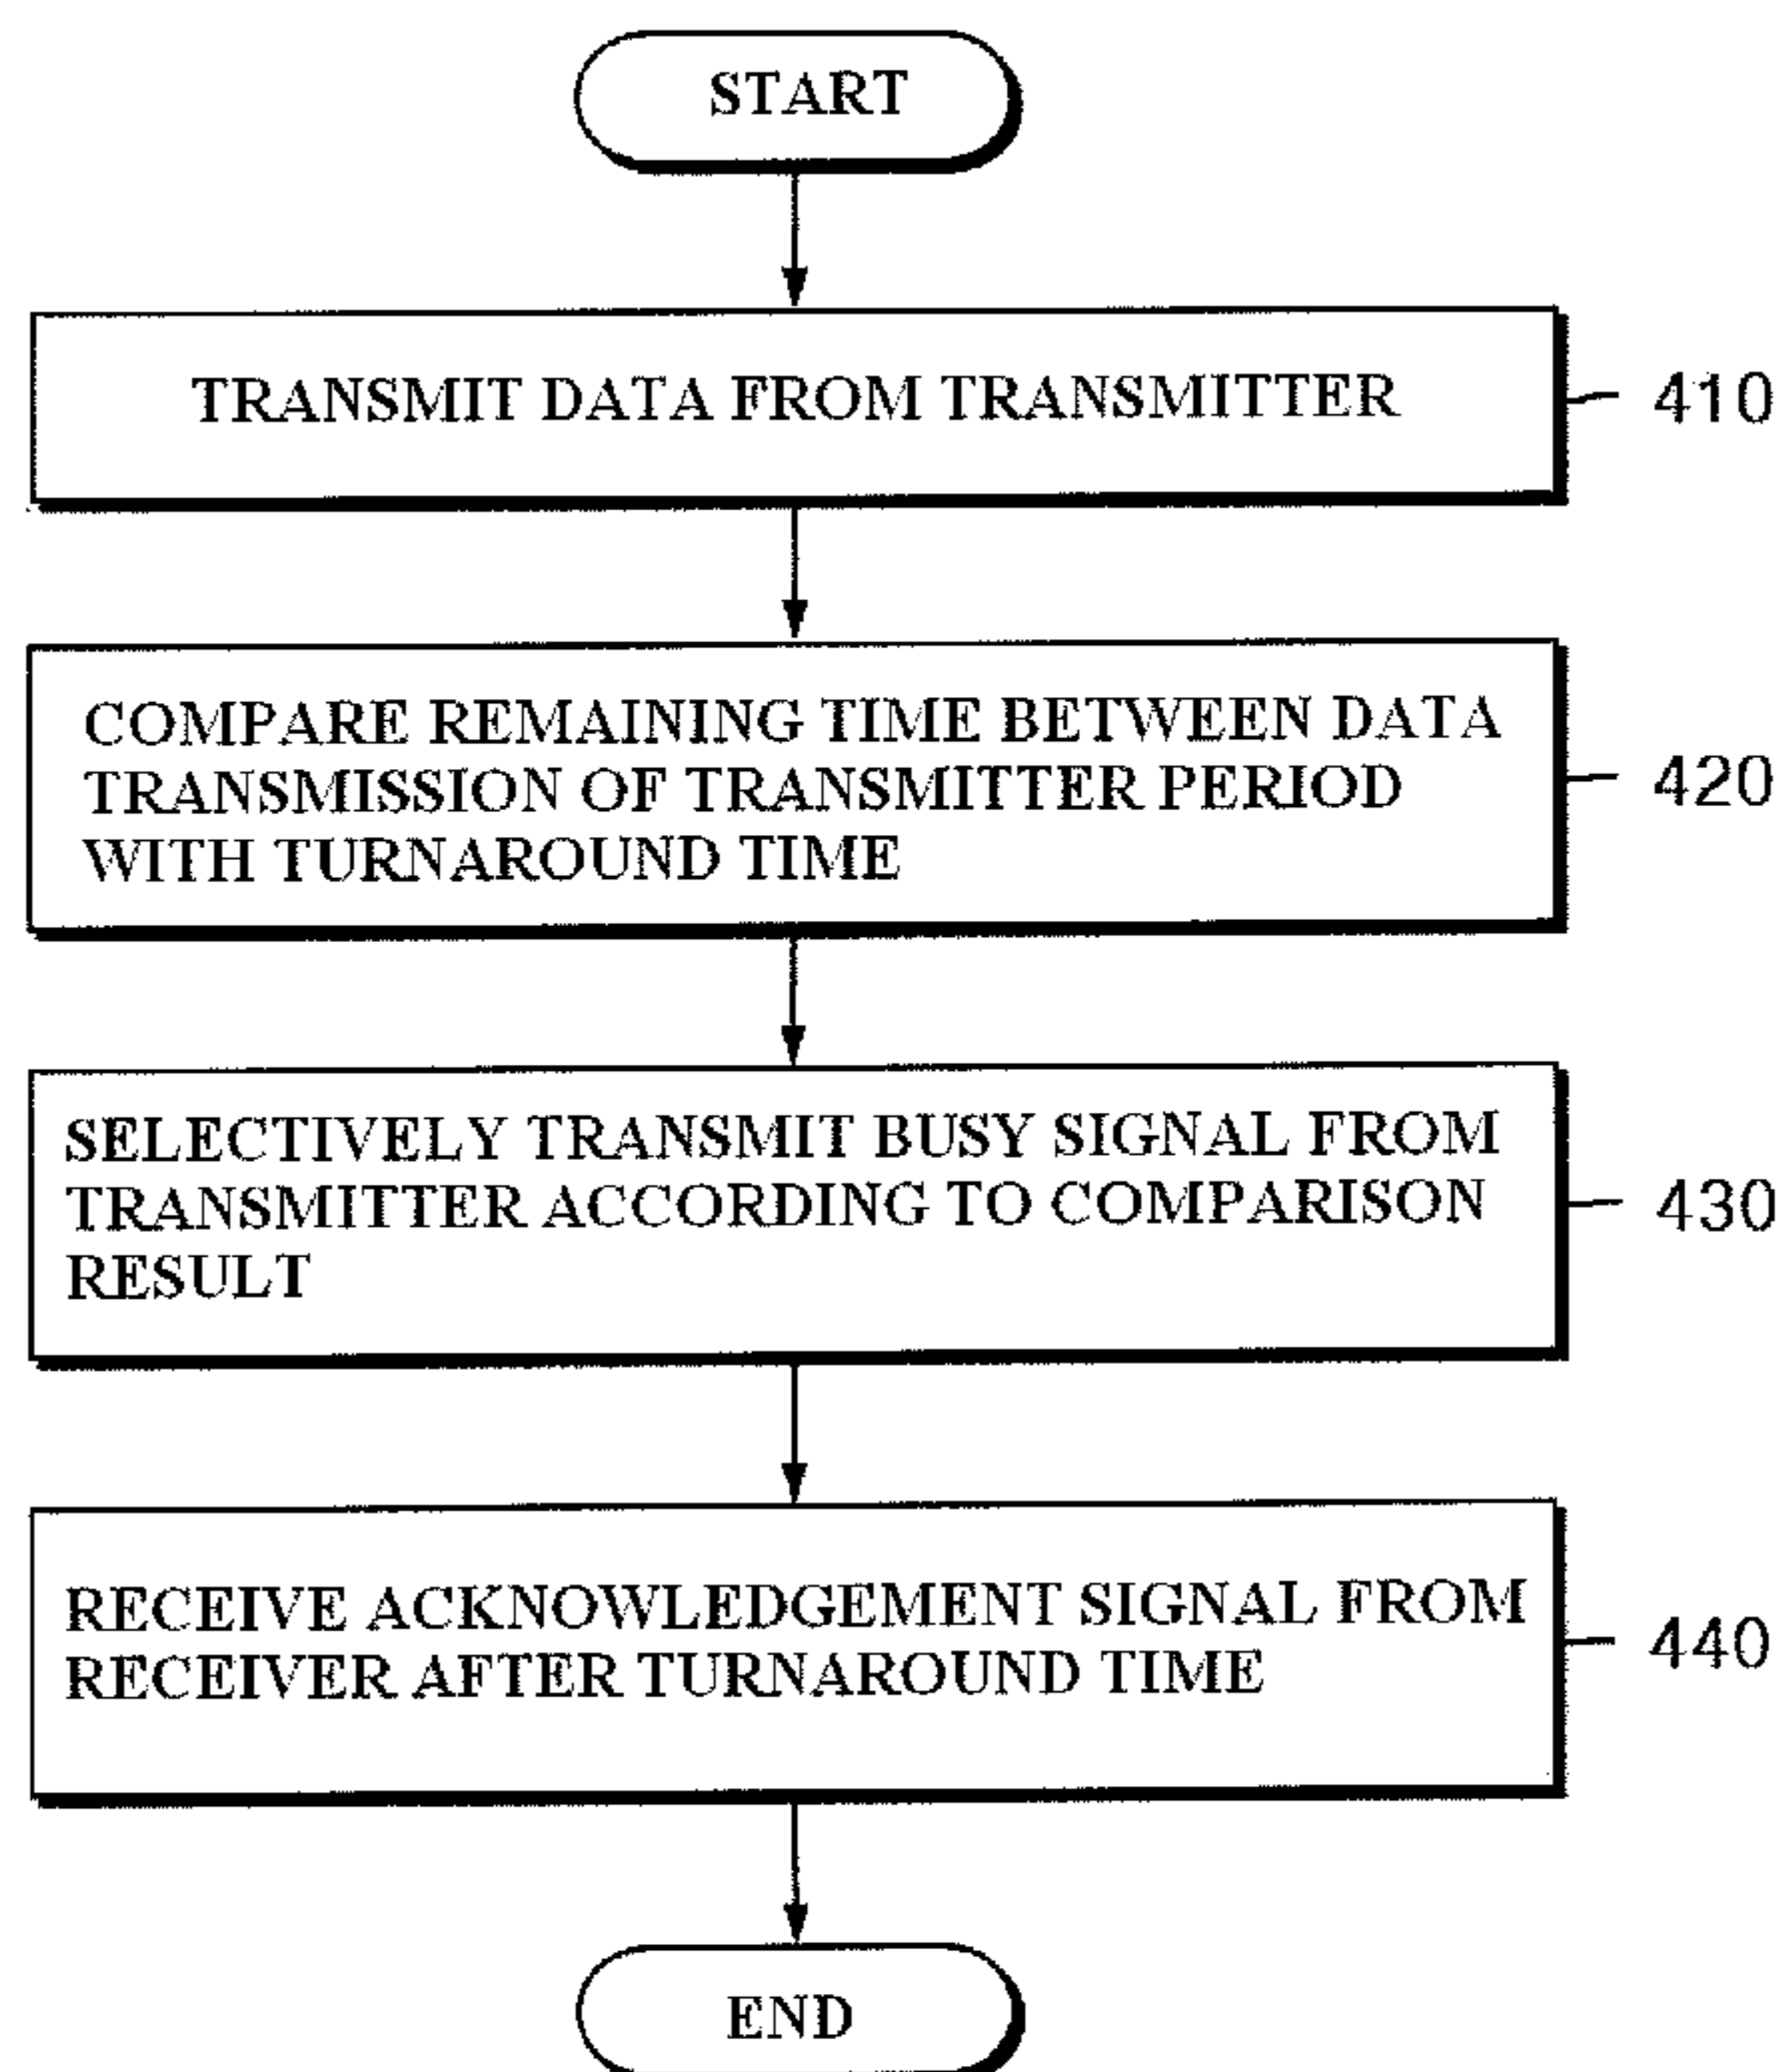 START
TRANSMIT DATA FROM TRANSMITTER
410
COMPARE REMAINING TIME BETWEEN DATA
TRANSMISSION OF TRANSMITTER PERIOD
WITH TURNAROUND TIME
420
SELECTIVELY TRANSMIT BUSY SIGNAL FROM
TRANSMITTER ACCORDING TO COMPARISON
RESULT
430
RECEIVE ACKNOWLEDGEMENT SIGNAL FROM
RECEIVER AFTER TURNAROUND TIME
440
END